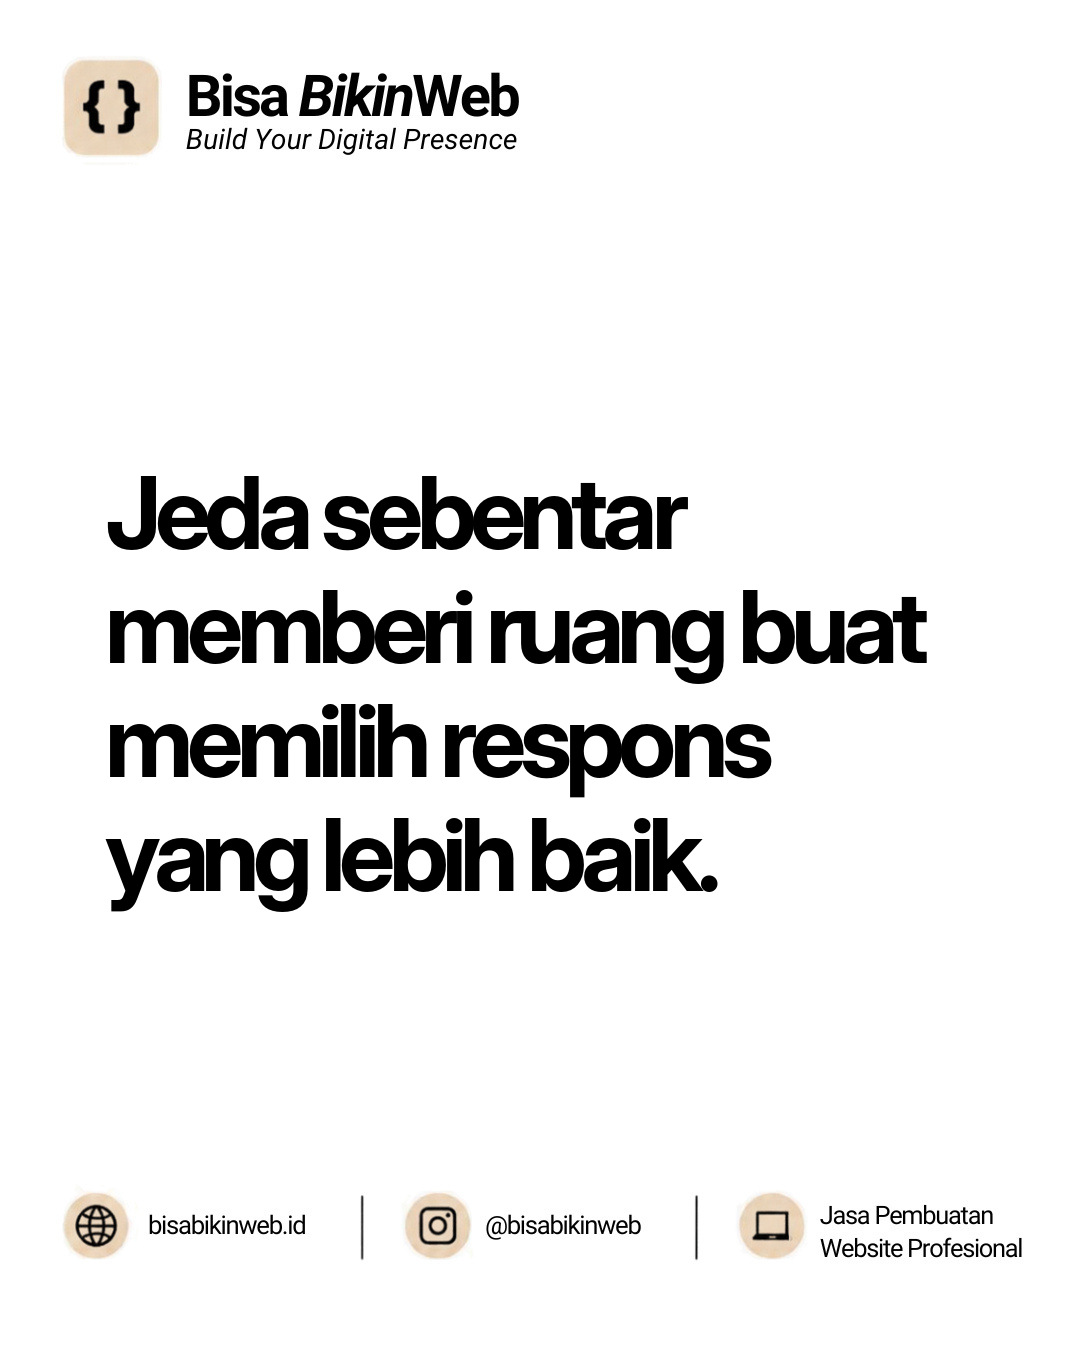 Bisa BikinWeb
Build Your Digital Presence
Jeda sebentar
memberi ruang buat
memilih respons
yang lebih baik.
bisabikinweb.id
@bisabikinweb
Jasa Pembuatan
Website Profesional